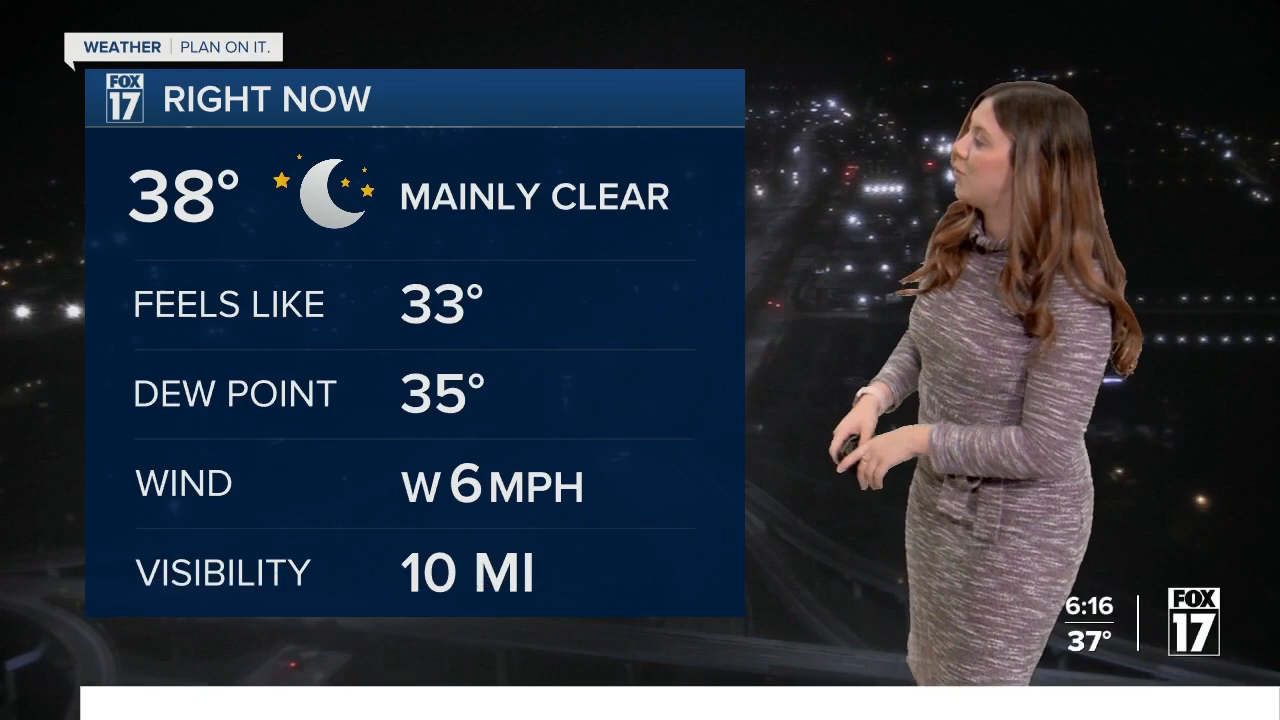 WEATHER | PLAN ON IT.
FOX 17 RIGHT NOW
38° MAINLY CLEAR
FEELS LIKE 33°
DEW POINT 35°
WIND W 6 MPH
VISIBILITY 10 MI
6:16
37°
FOX
17